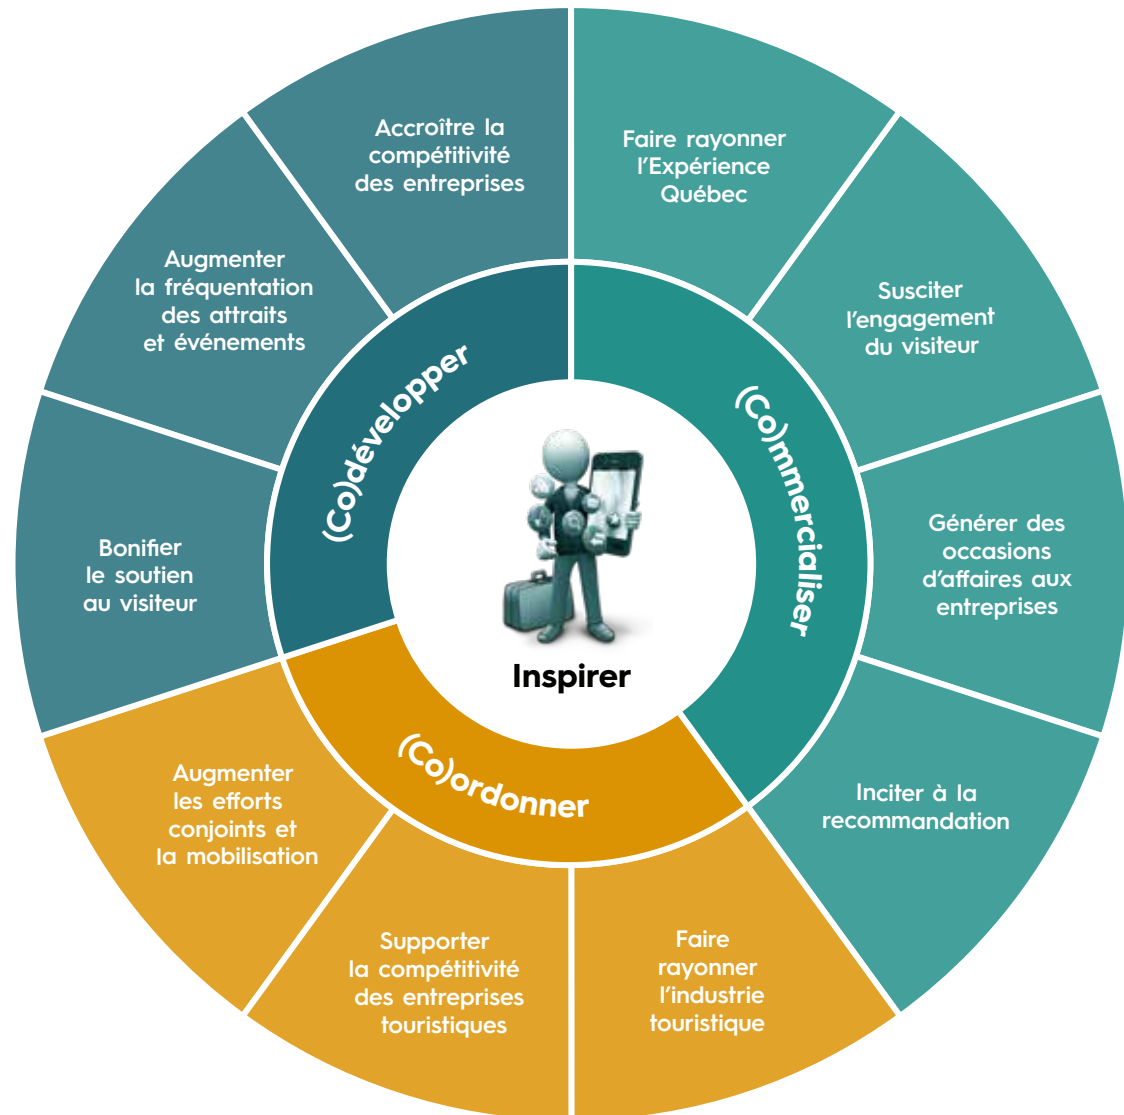 Accroître la
compétitivité
des entreprises
Faire rayonner
l'Expérience
Québec
Susciter
l'engagement
du visiteur
Générer des
occasions
d'affaires aux
entreprises
Inciter à la
recommandation
Faire
rayonner
l'industrie
touristique
Supporter
la compétitivité
des entreprises
touristiques
Augmenter
les efforts
conjoints et
la mobilisation
Bonifier
le soutien
au visiteur
Augmenter
la fréquentation
des attraits
et événements
(Co)développer
(Co)mmercialiser
(Co)ordonner
Inspirer